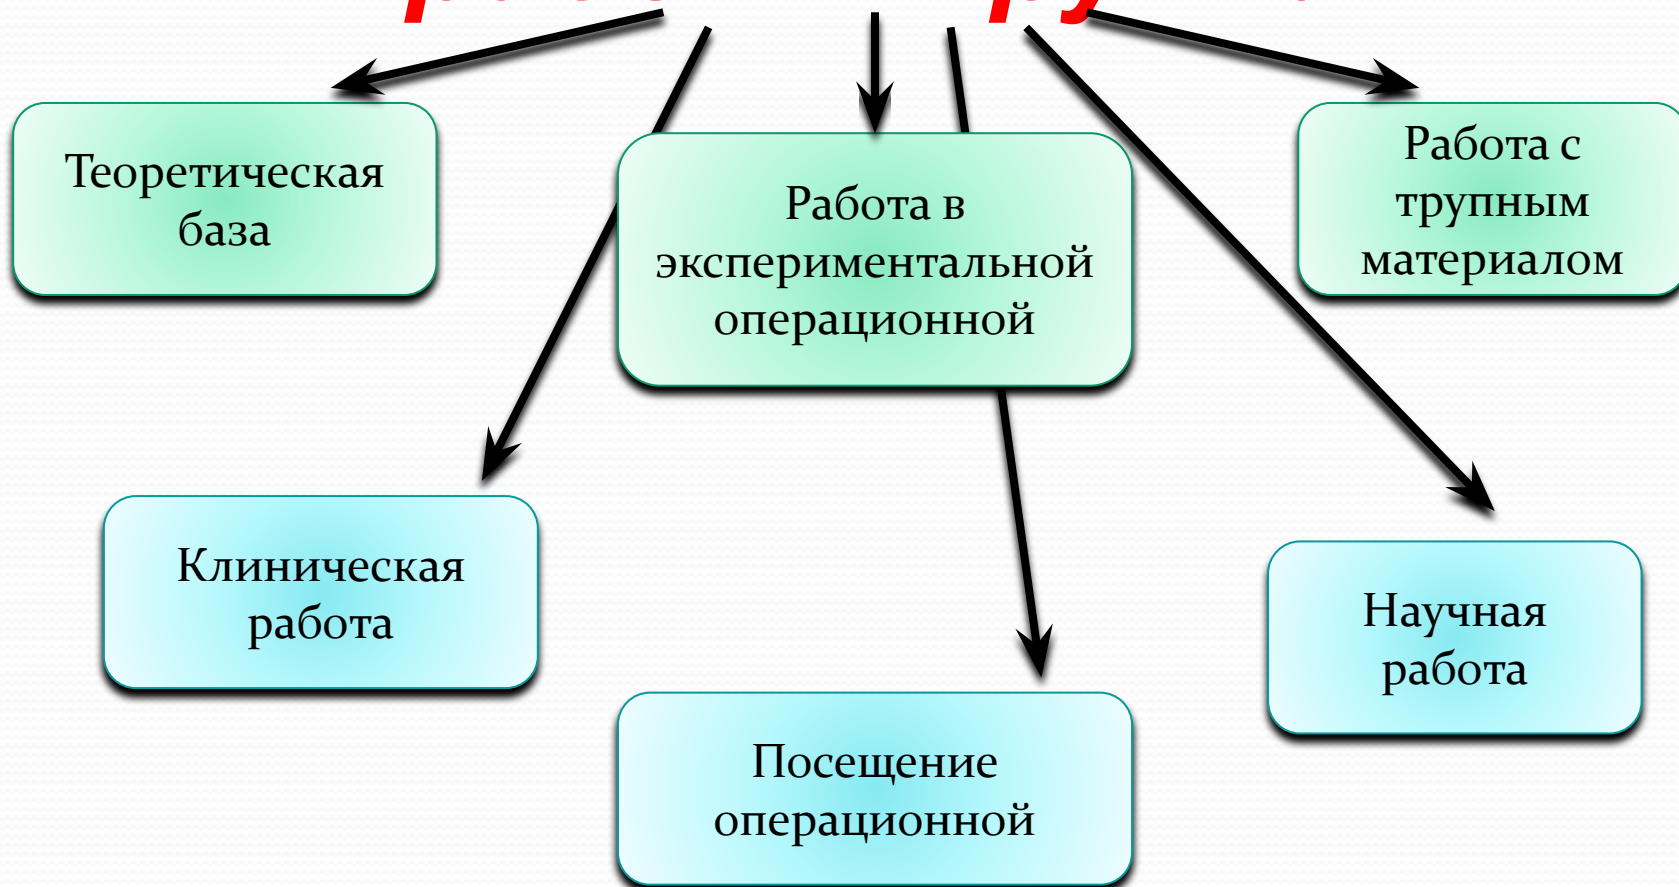 Теоретическая
база
Работа в
экспериментальной
операционной
Работа с
трупным
материалом
Клиническая
работа
Посещение
операционной
Научная
работа